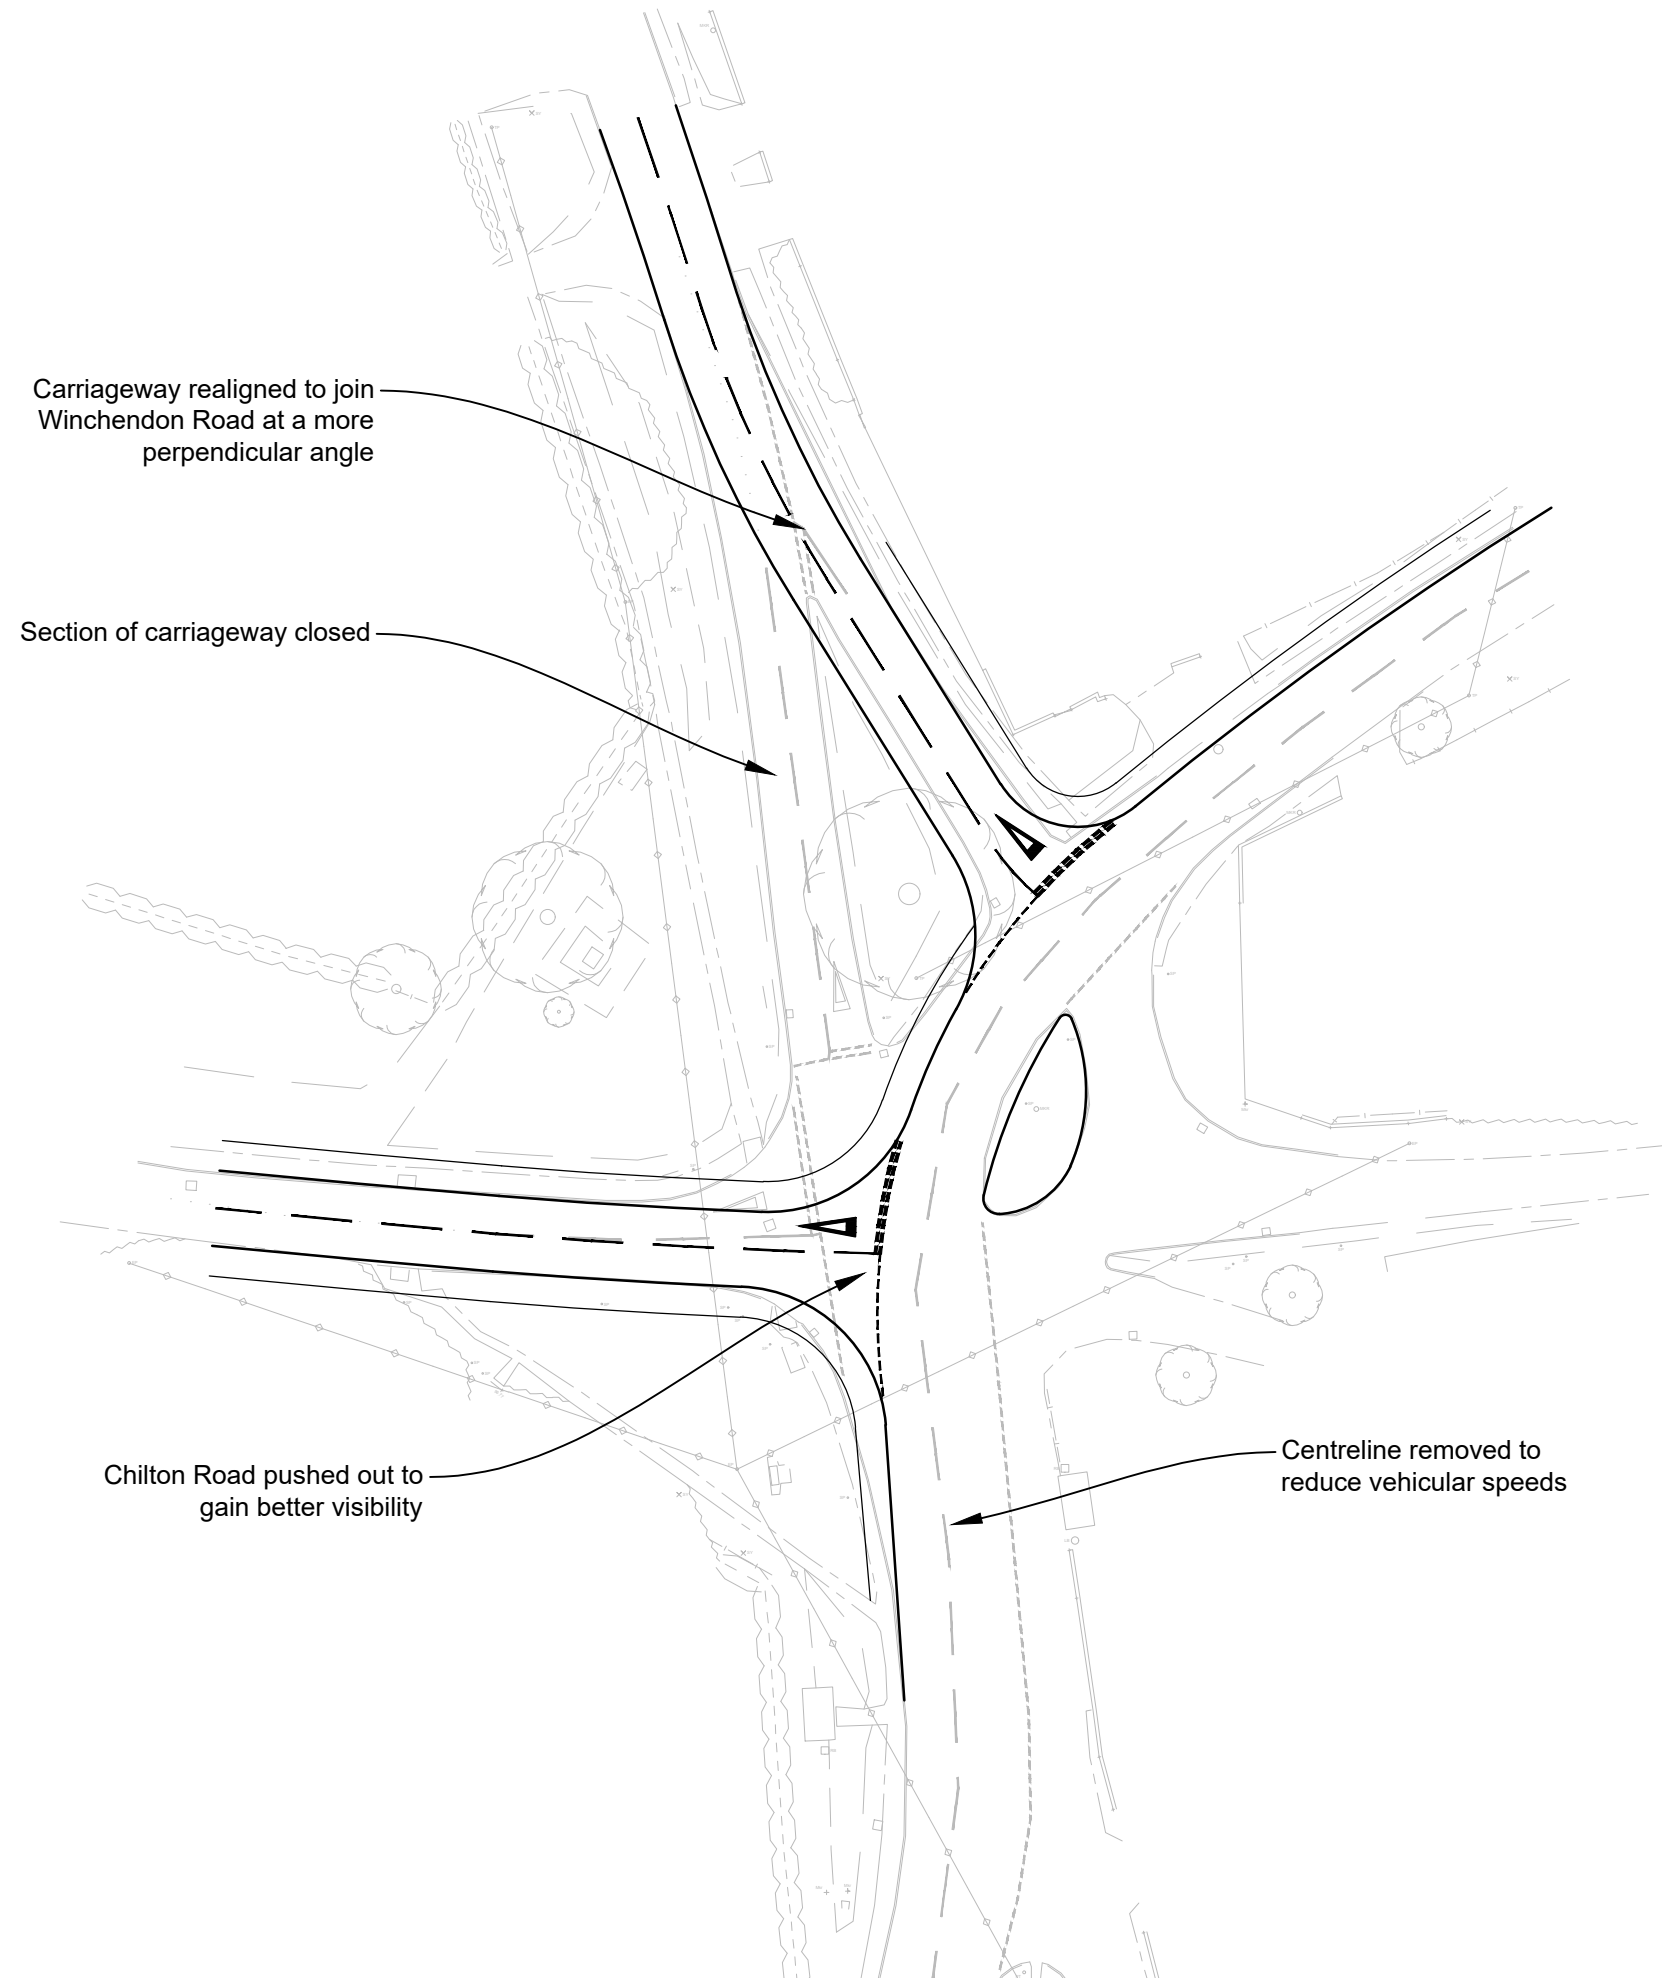 Carriageway realigned to join
Winchendon Road at a more
perpendicular angle
Section of carriageway closed
Chilton Road pushed out to
gain better visibility
Centreline removed to
reduce vehicular speeds